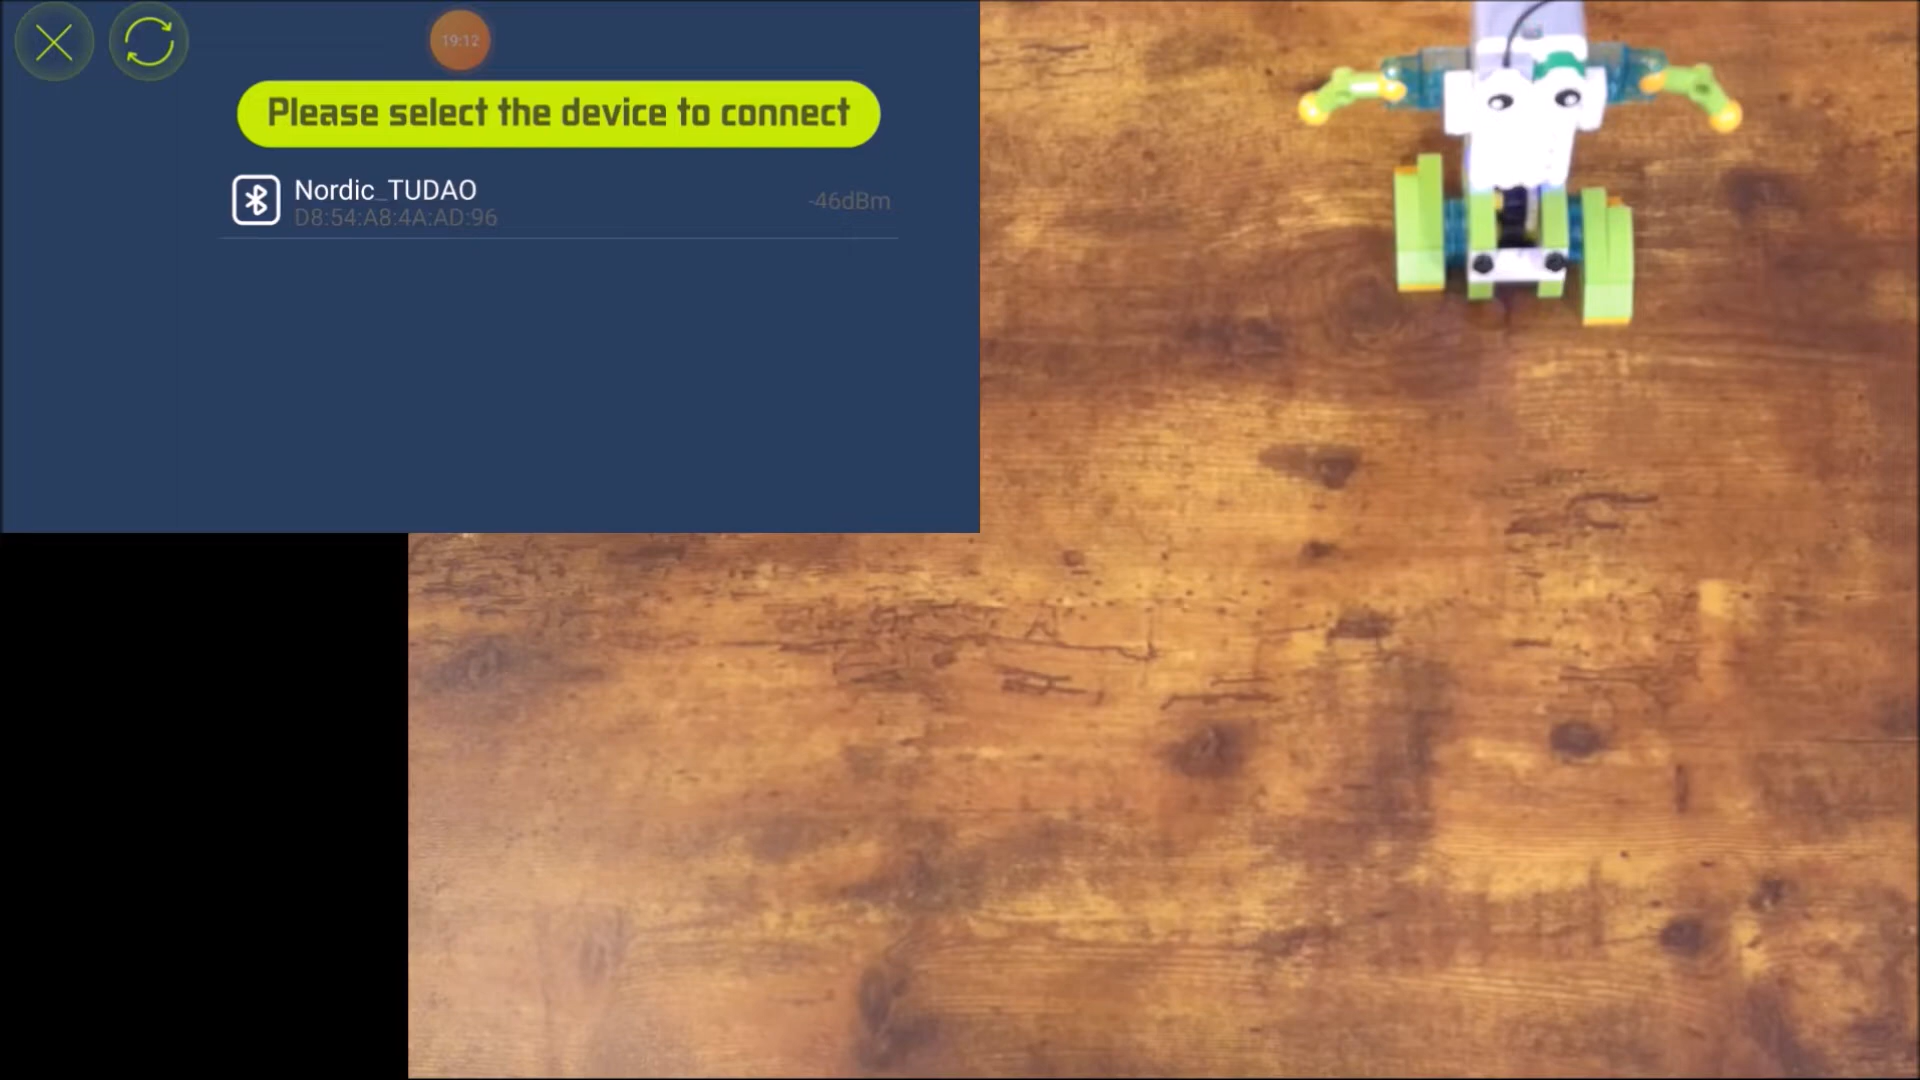 19:12
Please select the device to connect
Nordic_TUDAO
D8:54:A8:4A:AD:96
-46dBm